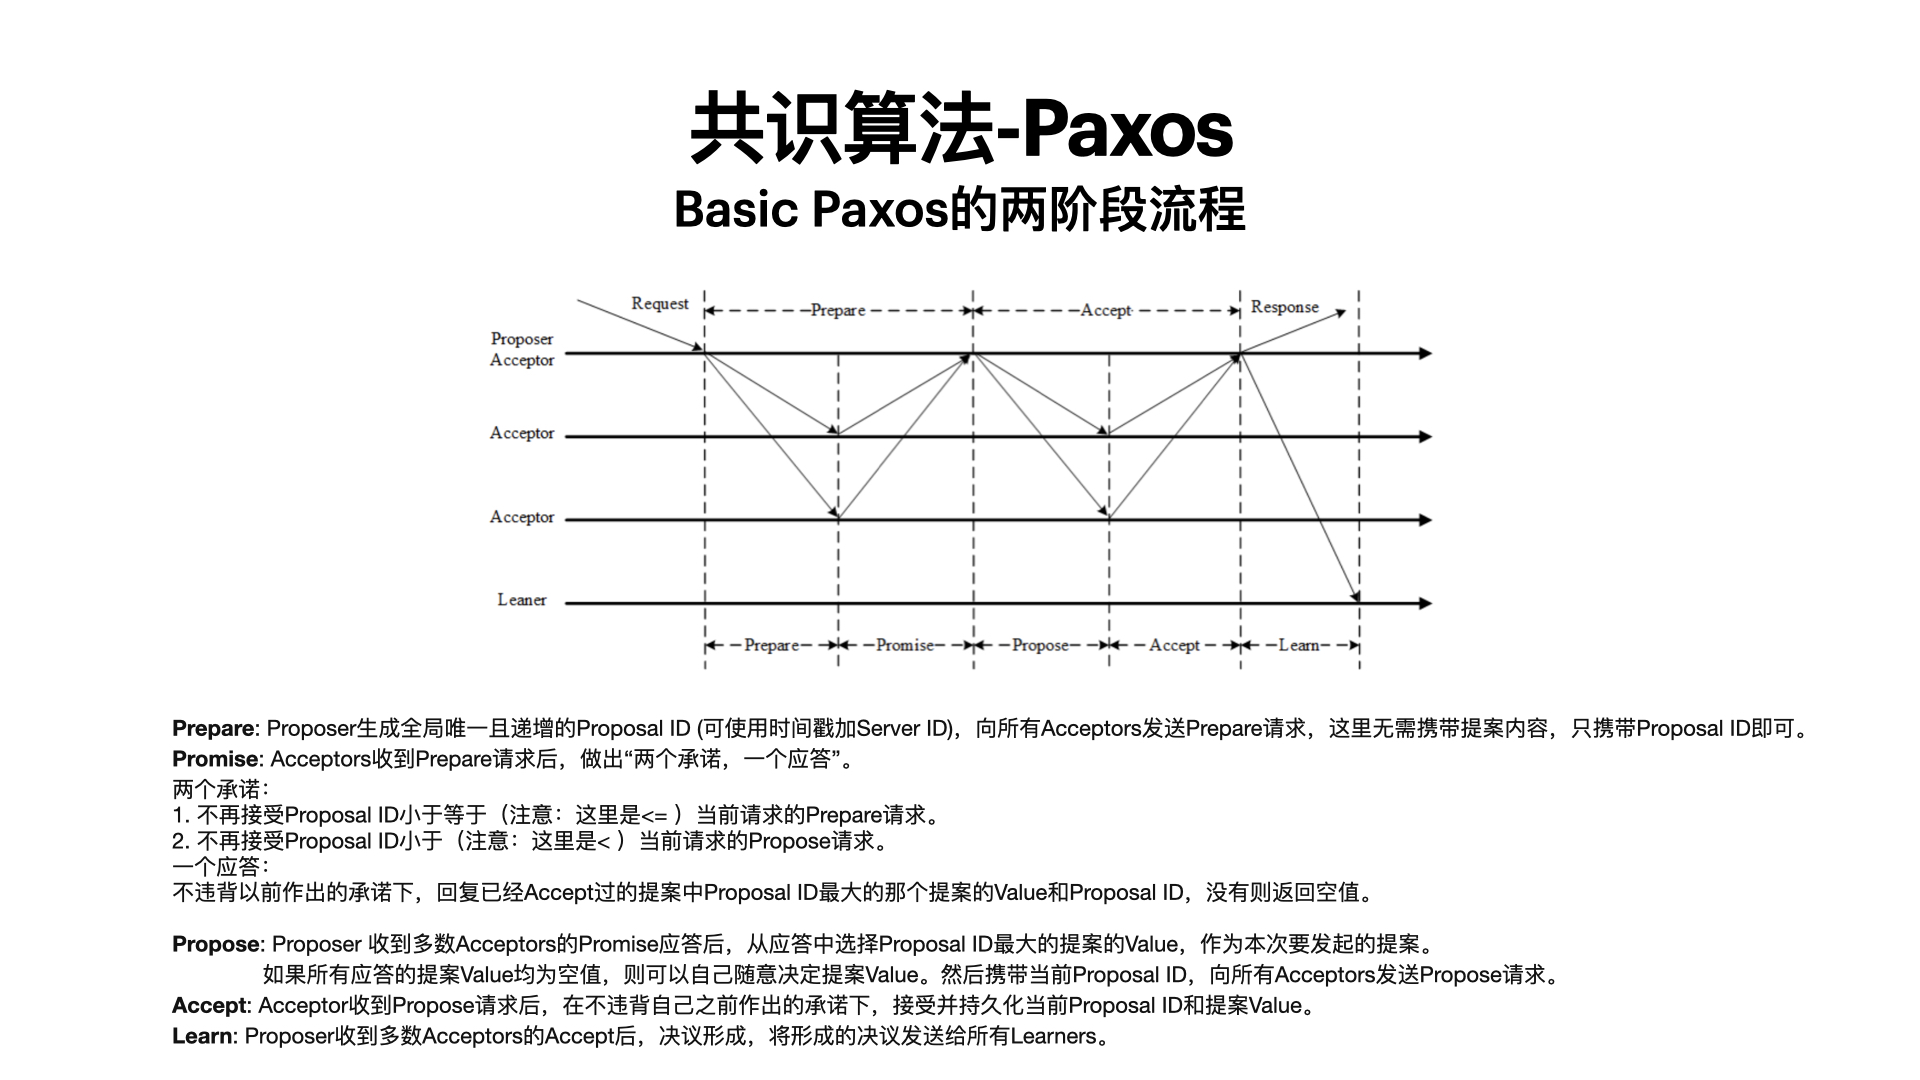 共识算法-Paxos
Basic Paxos的两阶段流程
Request
Prepare
Accept
Response
Proposer
Acceptor
Acceptor
Acceptor
Leaner
Prepare
Promise
Propose
Accept
Learn
Prepare: Proposer生成全局唯一且递增的Proposal ID (可使用时间戳加Server ID)，向所有Acceptors发送Prepare请求，这里无需携带提案内容，只携带Proposal ID即可。
Promise: Acceptors收到Prepare请求后，做出“两个承诺，一个应答”。
两个承诺：
1. 不再接受Proposal ID小于等于（注意：这里是<= ）当前请求的Prepare请求。
2. 不再接受Proposal ID小于（注意：这里是< ）当前请求的Propose请求。
一个应答：
不违背以前作出的承诺下，回复已经Accept过的提案中Proposal ID最大的那个提案的Value和Proposal ID，没有则返回空值。
Propose: Proposer 收到多数Acceptors的Promise应答后，从应答中选择Proposal ID最大的提案的Value，作为本次要发起的提案。
如果所有应答的提案Value均为空值，则可以自己随意决定提案Value。然后携带当前Proposal ID，向所有Acceptors发送Propose请求。
Accept: Acceptor收到Propose请求后，在不违背自己之前作出的承诺下，接受并持久化当前Proposal ID和提案Value。
Learn: Proposer收到多数Acceptors的Accept后，决议形成，将形成的决议发送给所有Learners。